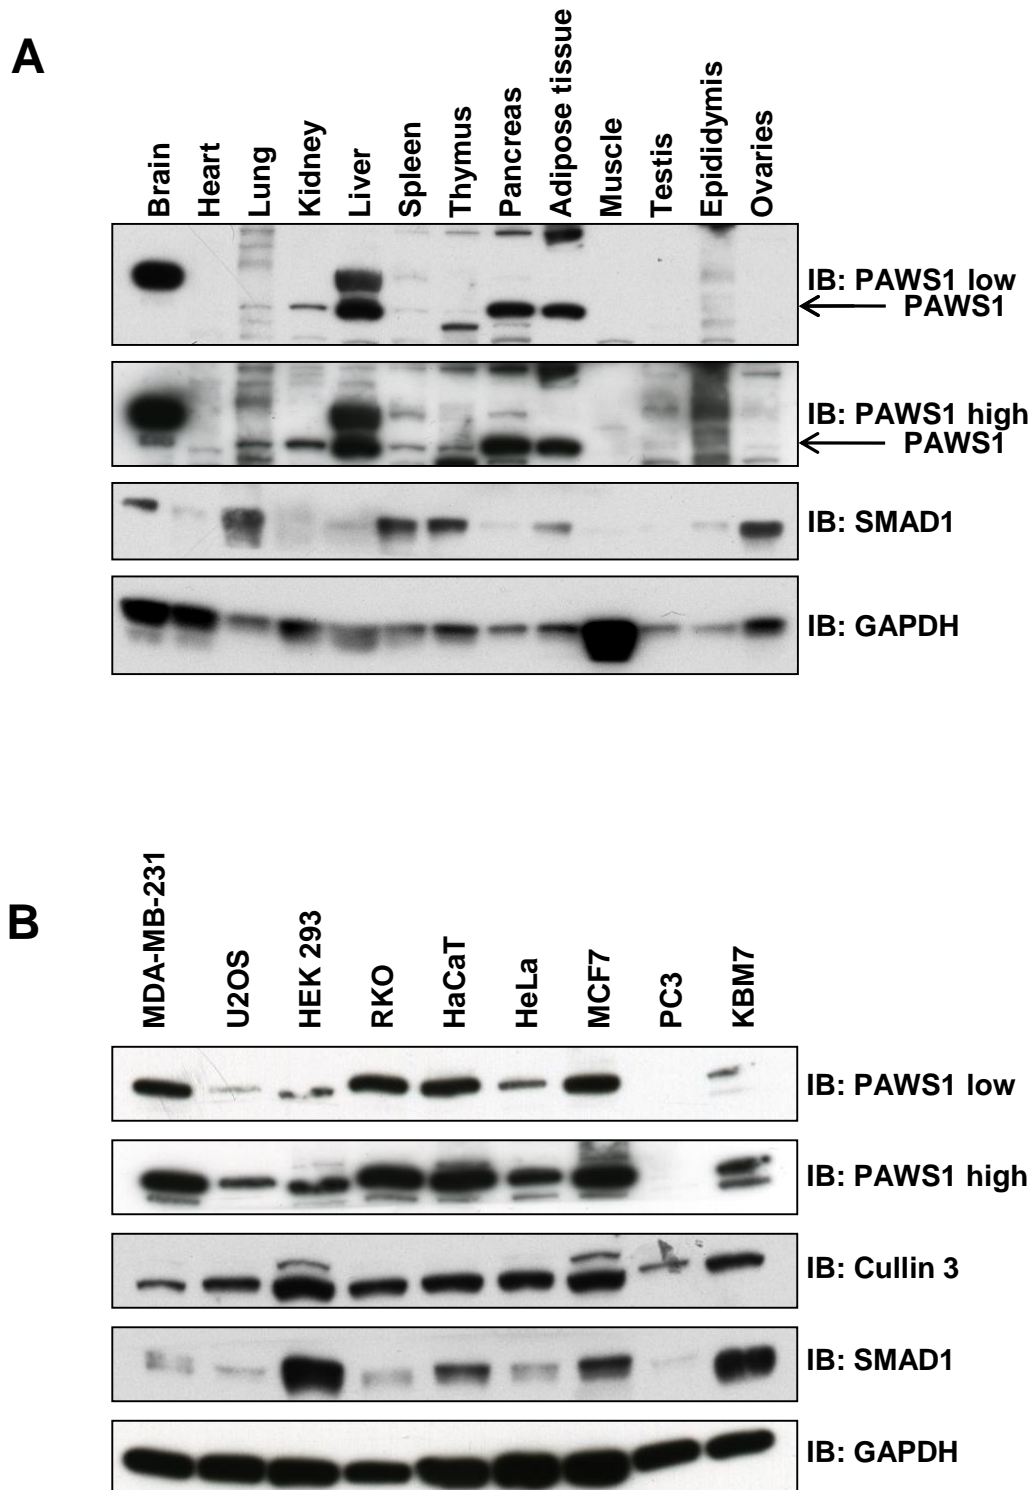 A
Brain
Heart
Lung
Kidney
Liver
Spleen
Thymus
Pancreas
Adipose tissue
Muscle
Testis
Epididymis
Ovaries
IB: PAWS1 low
PAWS1
IB: PAWS1 high
PAWS1
IB: SMAD1
IB: GAPDH
B
MDA-MB-231
U2OS
HEK 293
RKO
HaCaT
HeLa
MCF7
PC3
KBM7
IB: PAWS1 low
IB: PAWS1 high
IB: Cullin 3
IB: SMAD1
IB: GAPDH